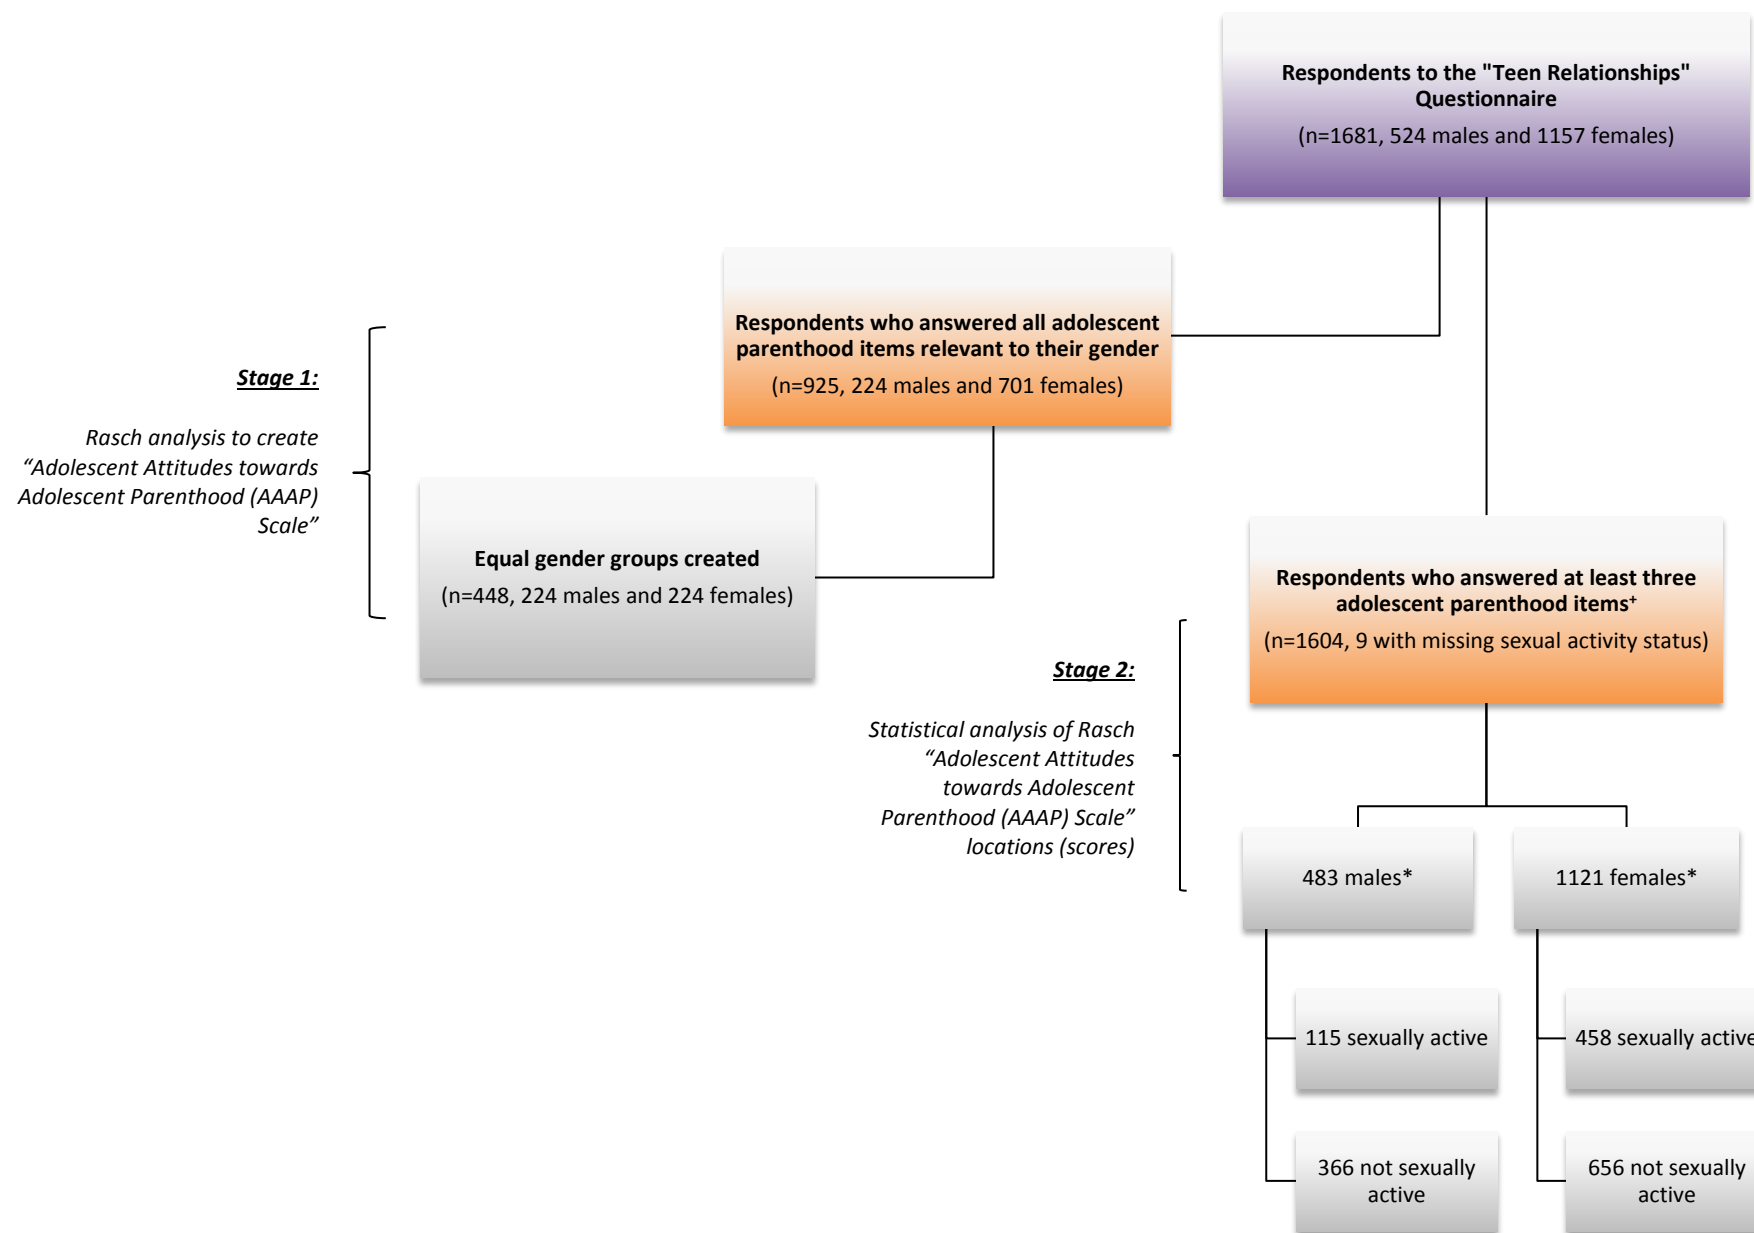 Respondents to the "Teen Relationships"
Questionnaire
(n=1681, 524 males and 1157 females)
Respondents who answered all adolescent
parenthood items relevant to their gender
(n=925, 224 males and 701 females)
Stage 1:
Rasch analysis to create
“Adolescent Attitudes towards
Adolescent Parenthood (AAAP)
Scale”
Equal gender groups created
(n=448, 224 males and 224 females)
Respondents who answered at least three
adolescent parenthood items⁺
(n=1604, 9 with missing sexual activity status)
Stage 2:
Statistical analysis of Rasch
“Adolescent Attitudes
towards Adolescent
Parenthood (AAAP) Scale”
locations (scores)
483 males*
1121 females*
115 sexually active
458 sexually active
366 not sexually
active
656 not sexually
active